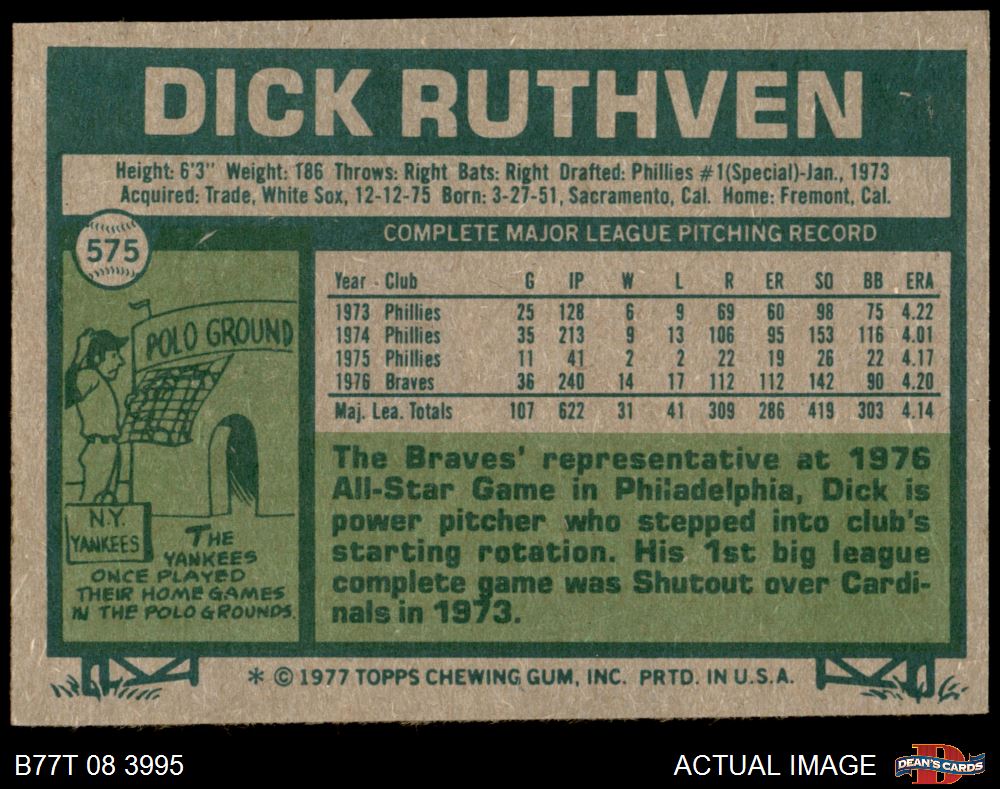 DICK RUTHVEN
Height: 6'3" Weight: 186 Throws: Right Bats: Right Drafted: Phillies #1(Special)-Jan., 1973
Acquired: Trade, White Sox, 12-12-75 Born: 3-27-51, Sacramento, Cal. Home: Fremont, Cal.
575
COMPLETE MAJOR LEAGUE PITCHING RECORD
Year Club G IP W L R ER SO BB ERA
1973 Phillies 25 128 6 9 69 60 98 75 4.22
1974 Phillies 35 213 9 13 106 95 153 116 4.01
1975 Phillies 11 41 2 2 22 19 26 22 4.17
1976 Braves 36 240 14 17 112 112 142 90 4.20
Maj. Lea. Totals 107 622 31 41 309 286 419 303 4.14
POLO GROUND
N.Y.
YANKEES
THE
YANKEES
ONCE PLAYED
THEIR HOME GAMES
IN THE POLO GROUNDS.
The Braves' representative at 1976
All-Star Game in Philadelphia, Dick is
power pitcher who stepped into club's
starting rotation. His 1st big league
complete game was Shutout over Cardi-
nals in 1973.
* © 1977 TOPPS CHEWING GUM, INC. PRTD. IN U.S.A.
B77T 08 3995
ACTUAL IMAGE
DEAN'S CARDS